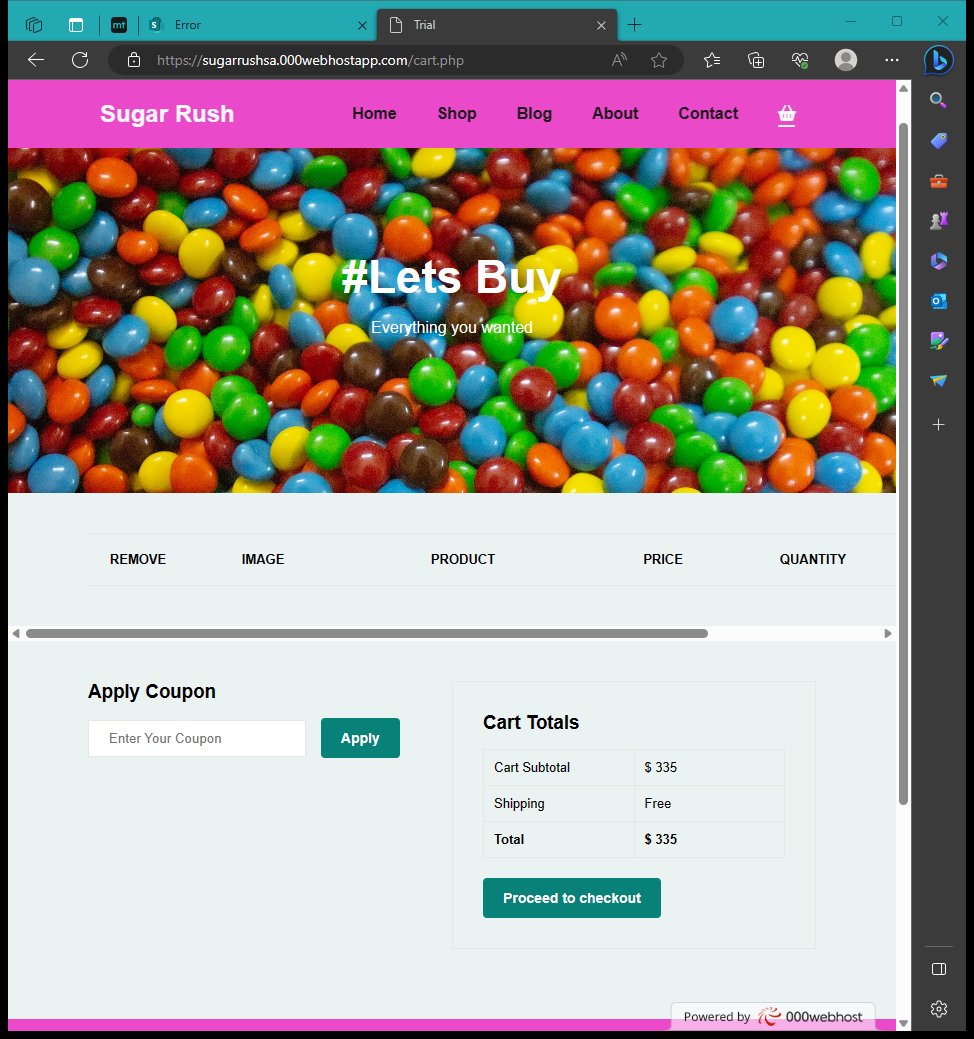 mt
S
Error
Trial
https://sugarrushsa.000webhostapp.com/cart.php
Sugar Rush
Home
Shop
Blog
About
Contact
#Lets Buy
Everything you wanted
REMOVE
IMAGE
PRODUCT
PRICE
QUANTITY
Apply Coupon
Enter Your Coupon
Apply
Cart Totals
Cart Subtotal
$ 335
Shipping
Free
Total
$ 335
Proceed to checkout
Powered by 000webhost